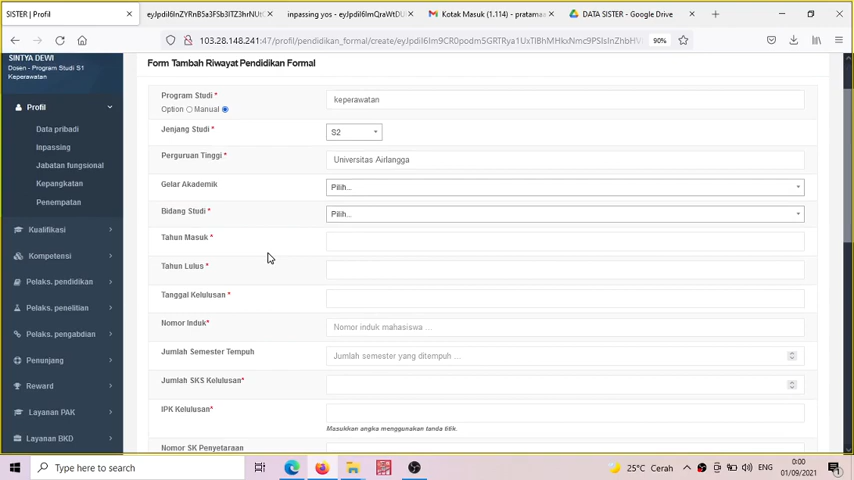 SISTER | Profil
eyJpdiI6InZYRnB5a3FSb3lTZ3hrNUt
inpassing yos - eyJpdiI6ImQraWtDU
Kotak Masuk (1.114) - pratamaa
DATA SISTER - Google Drive
103.28.148.241:47/profil/pendidikan_formal/create/
90%
SINTYA DEWI
Dosen - Program Studi S1
Keperawatan
Profil
Data pribadi
Inpassing
Jabatan fungsional
Kepangkatan
Penempatan
Kualifikasi
Kompetensi
Pelaks. pendidikan
Pelaks. penelitian
Pelaks. pengabdian
Penunjang
Reward
Layanan PAK
Layanan BKD
Form Tambah Riwayat Pendidikan Formal
Program Studi *
Option Manual
keperawatan
Jenjang Studi *
S2
Perguruan Tinggi *
Universitas Airlangga
Gelar Akademik
Pilih...
Bidang Studi *
Pilih...
Tahun Masuk *
Tahun Lulus *
Tanggal Kelulusan *
Nomor Induk*
Nomor induk mahasiswa ...
Jumlah Semester Tempuh
Jumlah semester yang ditempuh ...
Jumlah SKS Kelulusan*
IPK Kelulusan*
Masukkan angka menggunakan tanda titik.
Nomor SK Penyetaraan
Type here to search
25°C Cerah
ENG
0:00
01/09/2021
1